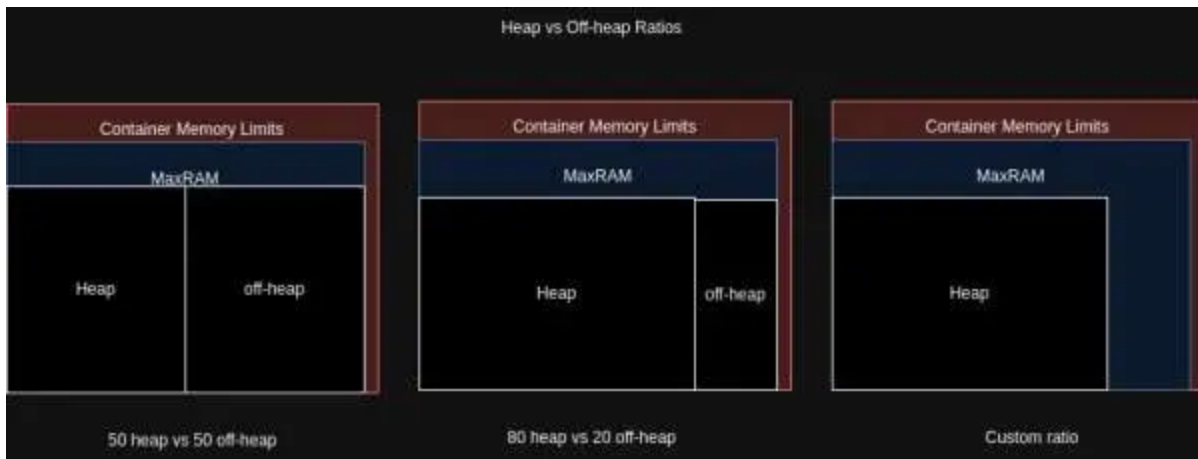 Heap vs Off-heap Ratios
Container Memory Limits
MaxRAM
Heap
off-heap
50 heap vs 50 off-heap
Container Memory Limits
MaxRAM
Heap
off-heap
80 heap vs 20 off-heap
Container Memory Limits
MaxRAM
Heap
Custom ratio